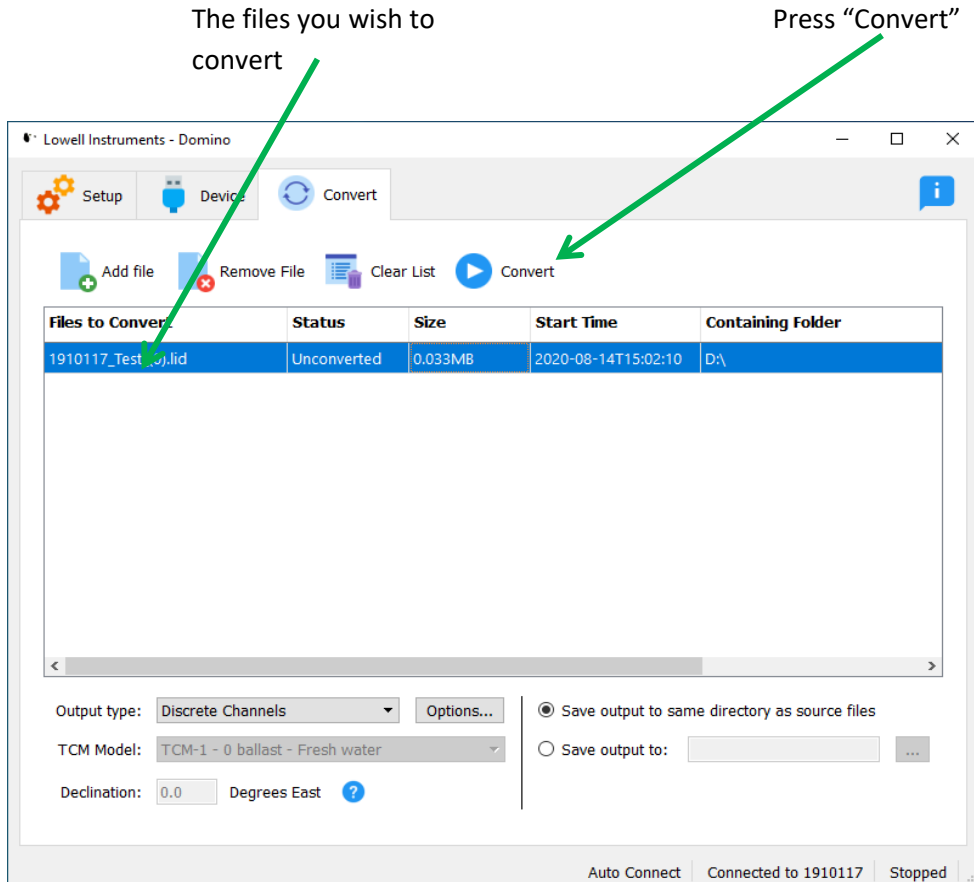 The files you wish to convert
Press “Convert”
Lowell Instruments - Domino
Setup Device Convert
Add file Remove File Clear List Convert
Files to Convert Status Size Start Time Containing Folder
1910117_Test_(0).lid Unconverted 0.033MB 2020-08-14T15:02:10 D:\
Output type: Discrete Channels Options... Save output to same directory as source files
TCM Model: TCM-1 - 0 ballast - Fresh water Save output to: ...
Declination: 0.0 Degrees East ?
Auto Connect Connected to 1910117 Stopped